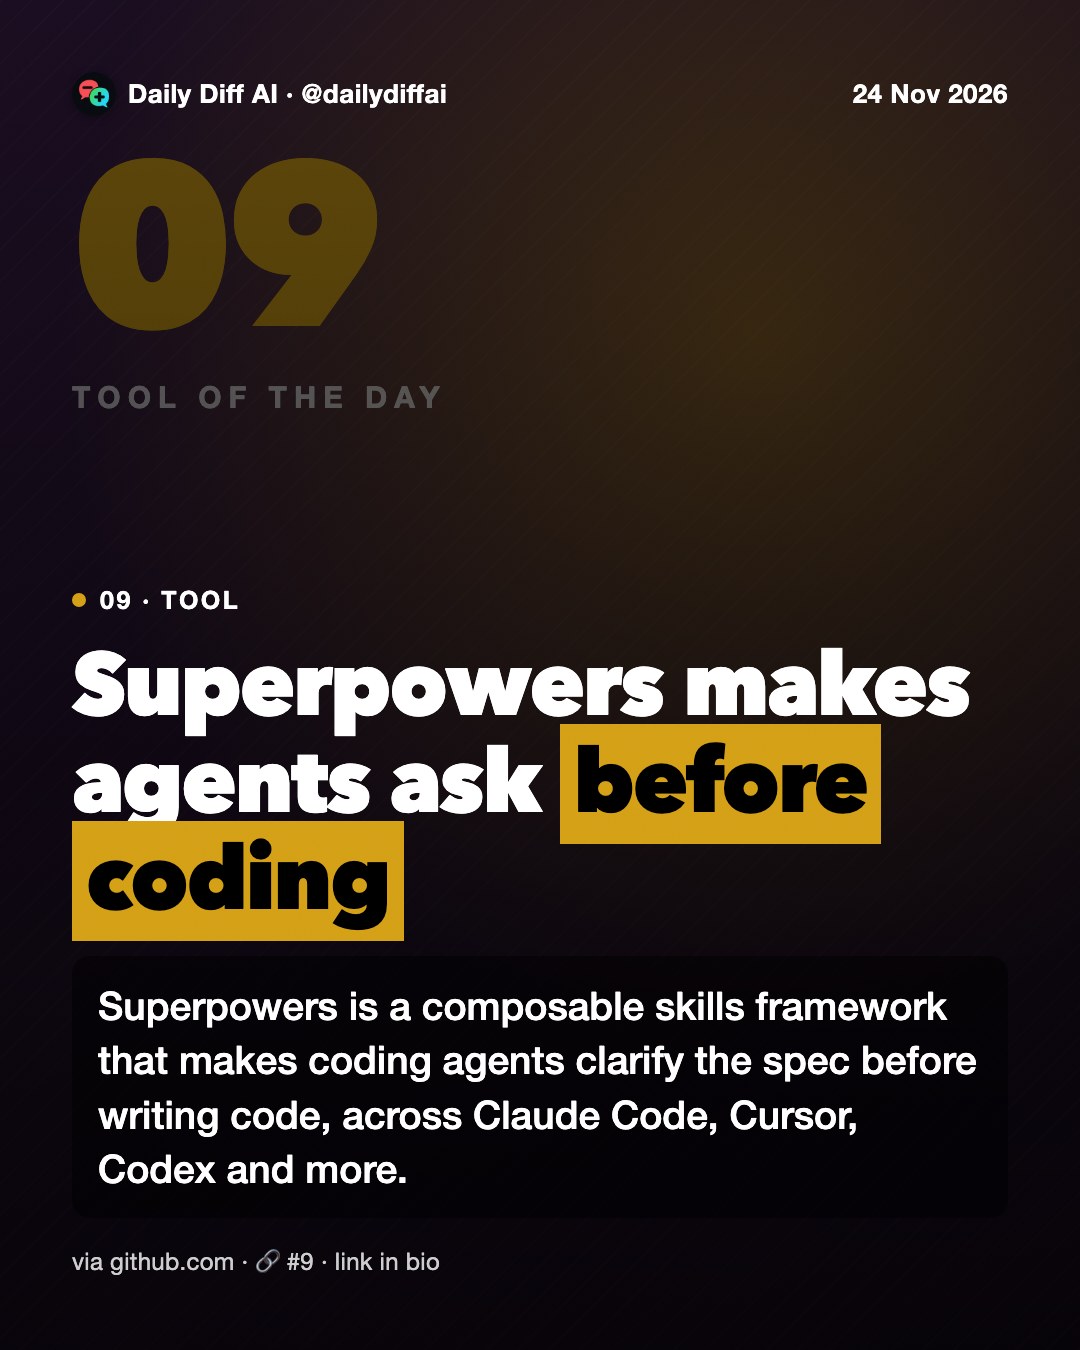 Daily Diff AI · @dailydiffai
24 Nov 2026
09
TOOL OF THE DAY
09 · TOOL
Superpowers makes
agents ask before
coding
Superpowers is a composable skills framework
that makes coding agents clarify the spec before
writing code, across Claude Code, Cursor,
Codex and more.
via github.com · 🔗 #9 · link in bio